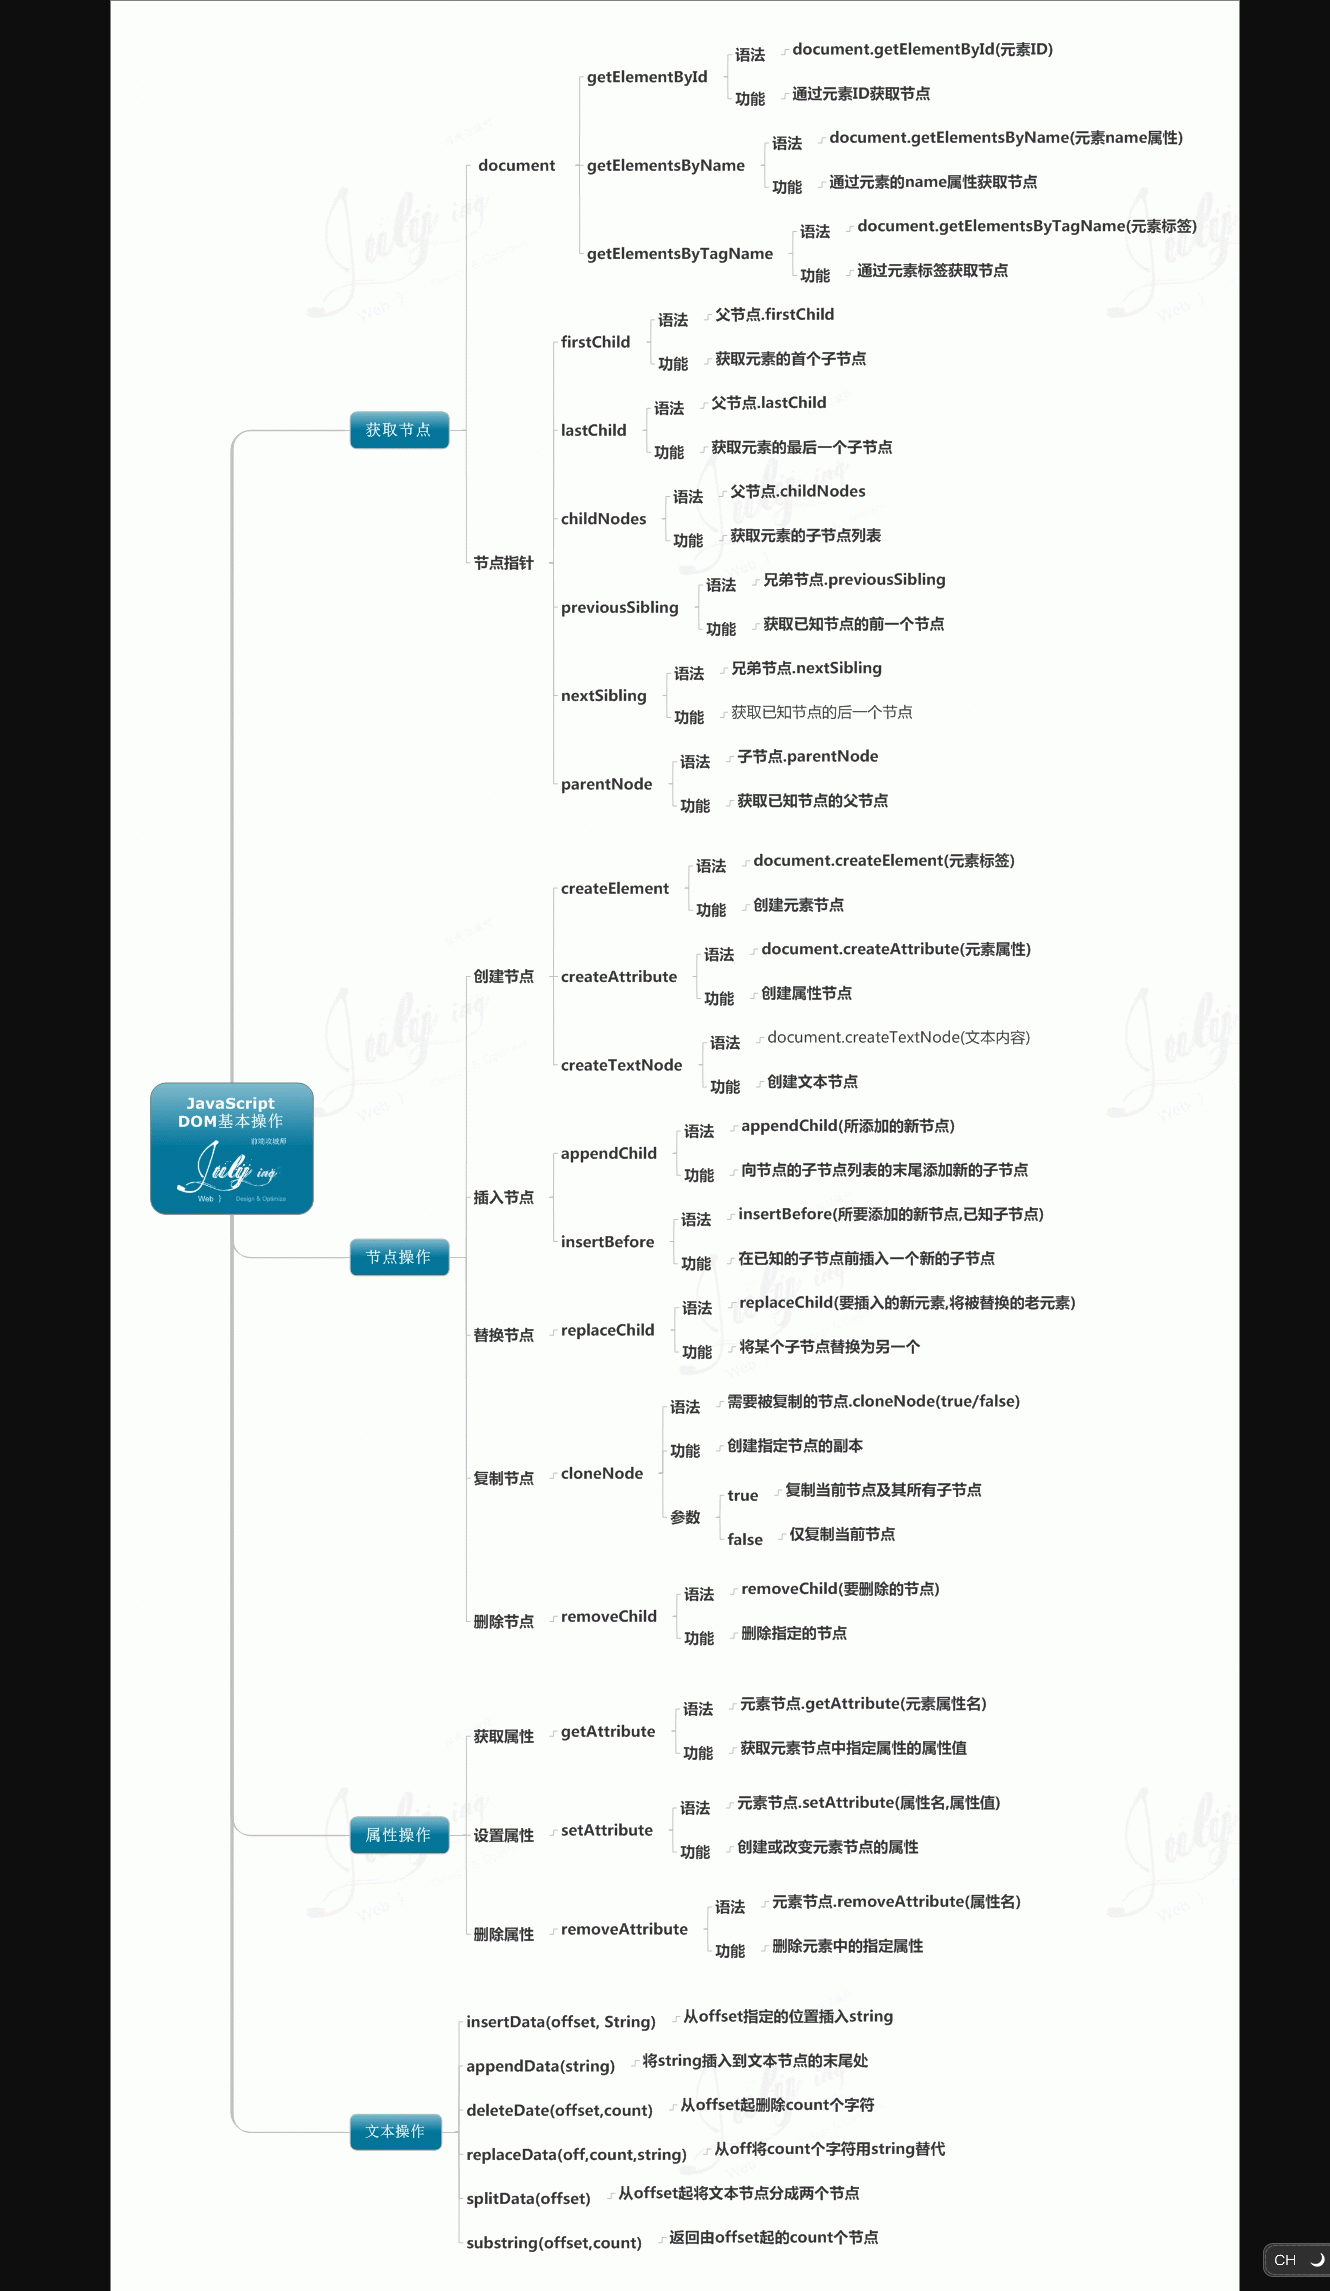 document
getElementById
语法
document.getElementById(元素ID)
功能
通过元素ID获取节点
getElementsByName
语法
document.getElementsByName(元素name属性)
功能
通过元素的name属性获取节点
getElementsByTagName
语法
document.getElementsByTagName(元素标签)
功能
通过元素标签获取节点
获取节点
节点指针
firstChild
语法
父节点.firstChild
功能
获取元素的首个子节点
lastChild
语法
父节点.lastChild
功能
获取元素的最后一个子节点
childNodes
语法
父节点.childNodes
功能
获取元素的子节点列表
previousSibling
语法
兄弟节点.previousSibling
功能
获取已知节点的前一个节点
nextSibling
语法
兄弟节点.nextSibling
功能
获取已知节点的后一个节点
parentNode
语法
子节点.parentNode
功能
获取已知节点的父节点
JavaScript
DOM基本操作
前端攻城师
July ing
Web 》 Design & Optimize
节点操作
创建节点
createElement
语法
document.createElement(元素标签)
功能
创建元素节点
createAttribute
语法
document.createAttribute(元素属性)
功能
创建属性节点
createTextNode
语法
document.createTextNode(文本内容)
功能
创建文本节点
插入节点
appendChild
语法
appendChild(所添加的新节点)
功能
向节点的子节点列表的末尾添加新的子节点
insertBefore
语法
insertBefore(所要添加的新节点,已知子节点)
功能
在已知的子节点前插入一个新的子节点
替换节点
replaceChild
语法
replaceChild(要插入的新元素,将被替换的老元素)
功能
将某个子节点替换为另一个
复制节点
cloneNode
语法
需要被复制的节点.cloneNode(true/false)
功能
创建指定节点的副本
参数
true
复制当前节点及其所有子节点
false
仅复制当前节点
删除节点
removeChild
语法
removeChild(要删除的节点)
功能
删除指定的节点
属性操作
获取属性
getAttribute
语法
元素节点.getAttribute(元素属性名)
功能
获取元素节点中指定属性的属性值
设置属性
setAttribute
语法
元素节点.setAttribute(属性名,属性值)
功能
创建或改变元素节点的属性
删除属性
removeAttribute
语法
元素节点.removeAttribute(属性名)
功能
删除元素中的指定属性
文本操作
insertData(offset, String)
从offset指定的位置插入string
appendData(string)
将string插入到文本节点的末尾处
deleteDate(offset,count)
从offset起删除count个字符
replaceData(off,count,string)
从off将count个字符用string替代
splitData(offset)
从offset起将文本节点分成两个节点
substring(offset,count)
返回由offset起的count个节点
CH